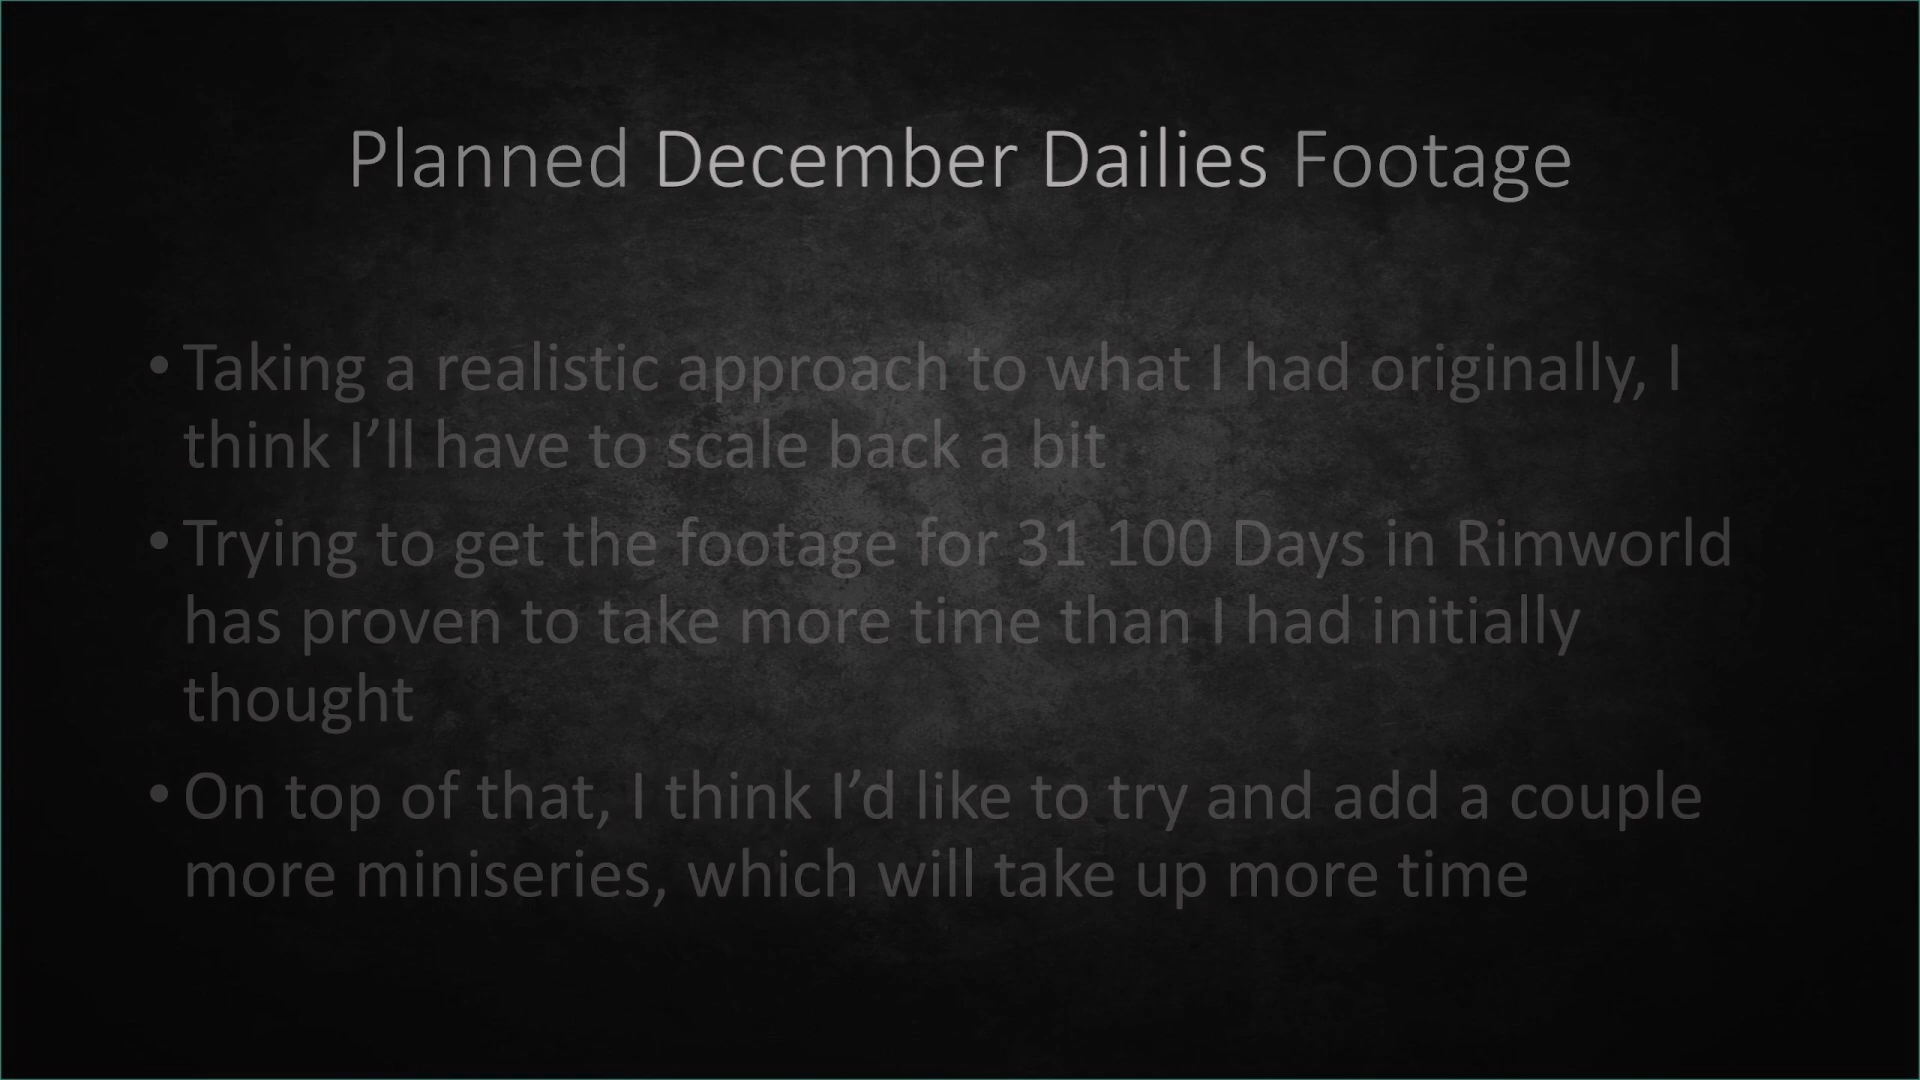 Planned December Dailies Footage
• Taking a realistic approach to what I had originally, I
think I’ll have to scale back a bit
• Trying to get the footage for 31 100 Days in Rimworld
has proven to take more time than I had initially
thought
• On top of that, I think I’d like to try and add a couple
more miniseries, which will take up more time